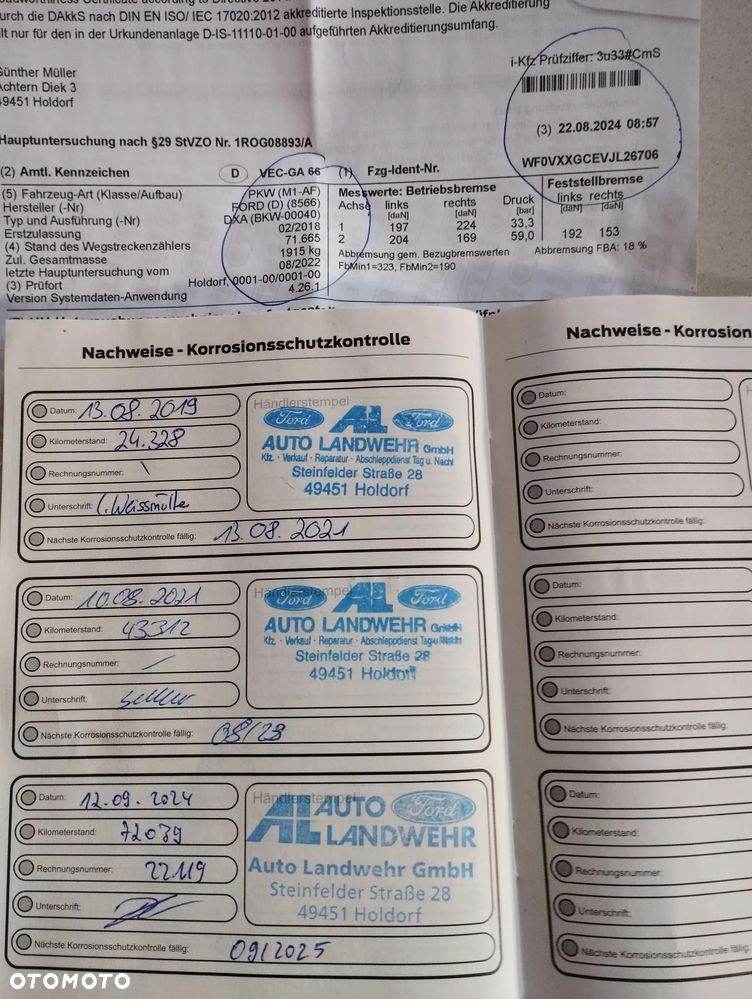 urch die DAkkS nach DIN EN ISO/ IEC 17020:2012 akkreditierte Inspektionsstelle. Die Akkreditierung
ilt nur für den in der Urkundenanlage D-IS-11110-01-00 aufgeführten Akkreditierungsumfang.
i-Kfz Prüfziffer: 3u33#CmS
Günther Müller
Achtern Diek 3
49451 Holdorf
(3) 22.08.2024 08:57
Hauptuntersuchung nach §29 StVZO Nr. 1ROG08893/A
WF0VXXGCEVJL26706
(2) Amtl. Kennzeichen D VEC-GA 66 (1) Fzg-Ident-Nr.
(5) Fahrzeug-Art (Klasse/Aufbau) PKW (M1-AF)
Hersteller (-Nr) FORD (D) (8566)
Typ und Ausführung (-Nr) DXA (BKW-00040)
Erstzulassung 02/2018
(4) Stand des Wegstreckenzählers 71.665
Zul. Gesamtmasse 1915 kg
letzte Hauptuntersuchung vom 08/2022
(3) Prüfort Holdorf, 0001-00/0001-00
Version Systemdaten-Anwendung 4.26.1
Messwerte: Betriebsbremse Feststellbremse
Achse links rechts Druck links rechts
[daN] [daN] [bar] [daN] [daN]
1 197 224 33,3
2 204 169 59,0 192 153
Abbremsung gem. Bezugbremswerten Abbremsung FBA: 18 %
FbMin1=323, FbMin2=190
Nachweise - Korrosionsschutzkontrolle
Datum: 13.08.2019
Kilometerstand: 24.328
Rechnungsnummer: \
Unterschrift:
Nächste Korrosionsschutzkontrolle fällig: 13.08.2021
Händlerstempel
Ford AL Ford
AUTO LANDWEHR GmbH
Kfz. - Verkauf - Reparatur - Abschleppdienst Tag u. Nacht
Steinfelder Straße 28
49451 Holdorf
Datum: 10.08.2021
Kilometerstand: 43312
Rechnungsnummer: /
Unterschrift:
Nächste Korrosionsschutzkontrolle fällig: 08/23
Händlerstempel
Ford AL Ford
AUTO LANDWEHR GmbH
Kfz. - Verkauf - Reparatur - Abschleppdienst Tag u. Nacht
Steinfelder Straße 28
49451 Holdorf
Datum: 12.09.2024
Kilometerstand: 72039
Rechnungsnummer: 22119
Unterschrift:
Nächste Korrosionsschutzkontrolle fällig: 09/2025
Händlerstempel
AL AUTO Ford
LANDWEHR
Auto Landwehr GmbH
Steinfelder Straße 28
49451 Holdorf
Nachweise - Korrosion
Datum:
Kilometerstand:
Rechnungsnummer:
Unterschrift:
Nächste Korrosionsschutzkontrolle fällig:
Datum:
Kilometerstand:
Rechnungsnummer:
Unterschrift:
Nächste Korrosionsschutzkontrolle fällig:
Datum:
Kilometerstand:
Rechnungsnummer:
Unterschrift:
Nächste Korrosionsschutzkontrolle fällig:
OTOMOTO